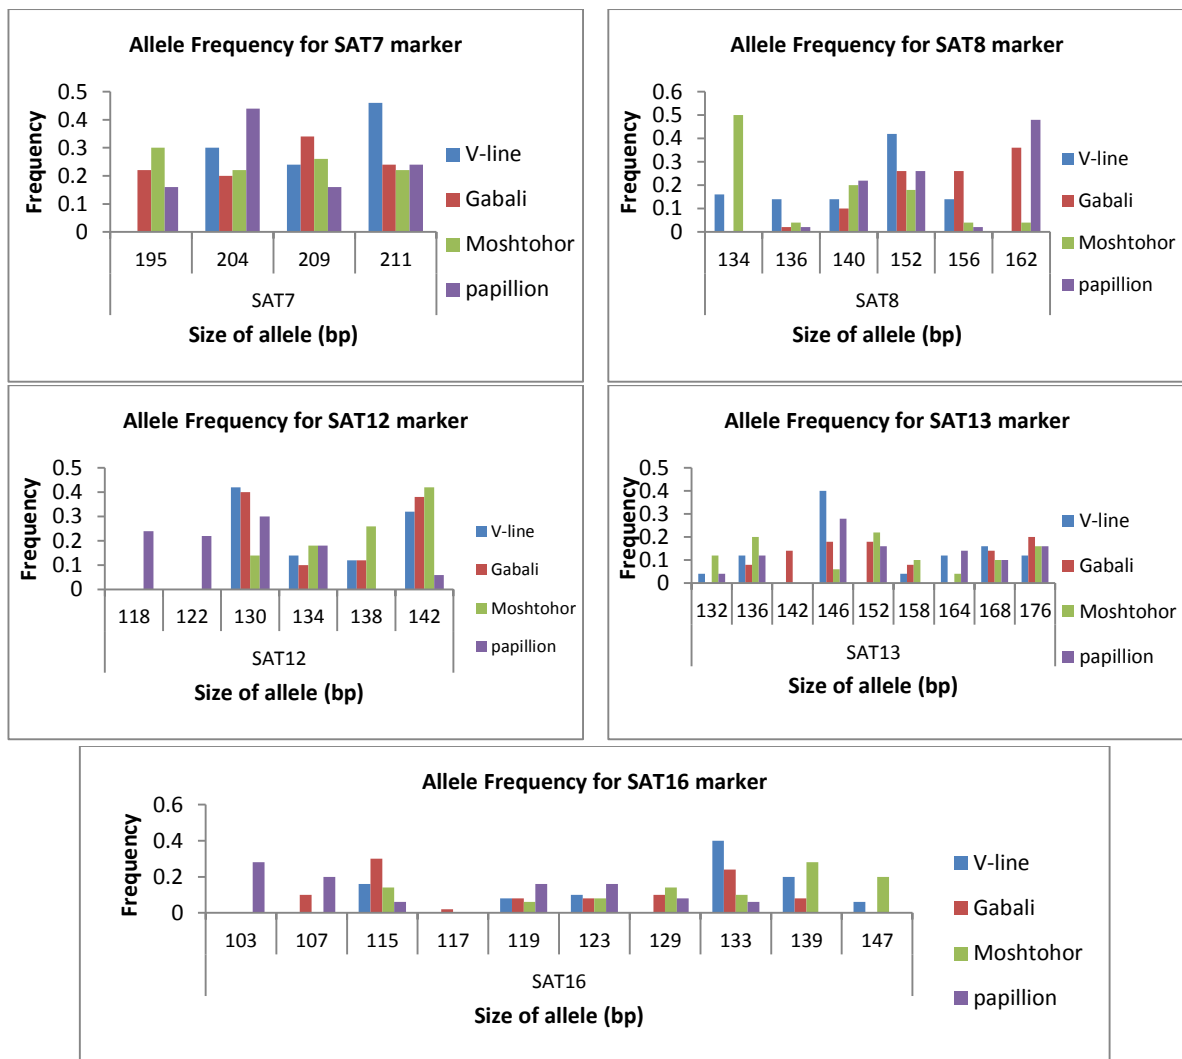 Allele Frequency for SAT7 marker
Frequency
0.5
0.4
0.3
0.2
0.1
0
195 204 209 211
SAT7
Size of allele (bp)
V-line
Gabali
Moshtohor
papillion
Allele Frequency for SAT8 marker
Frequency
0.6
0.5
0.4
0.3
0.2
0.1
0
134 136 140 152 156 162
SAT8
Size of allele (bp)
V-line
Gabali
Moshtohor
papillion
Allele Frequency for SAT12 marker
Frequency
0.5
0.4
0.3
0.2
0.1
0
118 122 130 134 138 142
SAT12
Size of allele (bp)
V-line
Gabali
Moshtohor
papillion
Allele Frequency for SAT13 marker
Frequency
0.5
0.4
0.3
0.2
0.1
0
132 136 142 146 152 158 164 168 176
SAT13
Size of allele (bp)
V-line
Gabali
Moshtohor
papillion
Allele Frequency for SAT16 marker
Frequency
0.6
0.4
0.2
0
103 107 115 117 119 123 129 133 139 147
SAT16
Size of allele (bp)
V-line
Gabali
Moshtohor
papillion